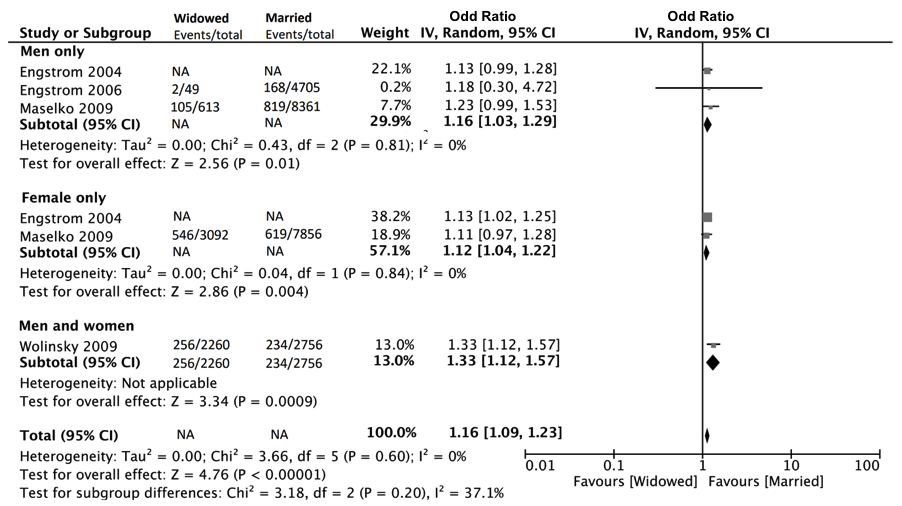 Widowed Married Odd Ratio Odd Ratio
Study or Subgroup Events/total Events/total Weight IV, Random, 95% CI IV, Random, 95% CI
Men only
Engstrom 2004 NA NA 22.1% 1.13 [0.99, 1.28]
Engstrom 2006 2/49 168/4705 0.2% 1.18 [0.30, 4.72]
Maselko 2009 105/613 819/8361 7.7% 1.23 [0.99, 1.53]
Subtotal (95% CI) NA NA 29.9% 1.16 [1.03, 1.29]
Heterogeneity: Tau² = 0.00; Chi² = 0.43, df = 2 (P = 0.81); I² = 0%
Test for overall effect: Z = 2.56 (P = 0.01)
Female only
Engstrom 2004 NA NA 38.2% 1.13 [1.02, 1.25]
Maselko 2009 546/3092 619/7856 18.9% 1.11 [0.97, 1.28]
Subtotal (95% CI) NA NA 57.1% 1.12 [1.04, 1.22]
Heterogeneity: Tau² = 0.00; Chi² = 0.04, df = 1 (P = 0.84); I² = 0%
Test for overall effect: Z = 2.86 (P = 0.004)
Men and women
Wolinsky 2009 256/2260 234/2756 13.0% 1.33 [1.12, 1.57]
Subtotal (95% CI) 256/2260 234/2756 13.0% 1.33 [1.12, 1.57]
Heterogeneity: Not applicable
Test for overall effect: Z = 3.34 (P = 0.0009)
Total (95% CI) NA NA 100.0% 1.16 [1.09, 1.23]
Heterogeneity: Tau² = 0.00; Chi² = 3.66, df = 5 (P = 0.60); I² = 0%
Test for overall effect: Z = 4.76 (P < 0.00001)
Test for subgroup differences: Chi² = 3.18, df = 2 (P = 0.20), I² = 37.1%
0.01 0.1 1 10 100
Favours [Widowed] Favours [Married]